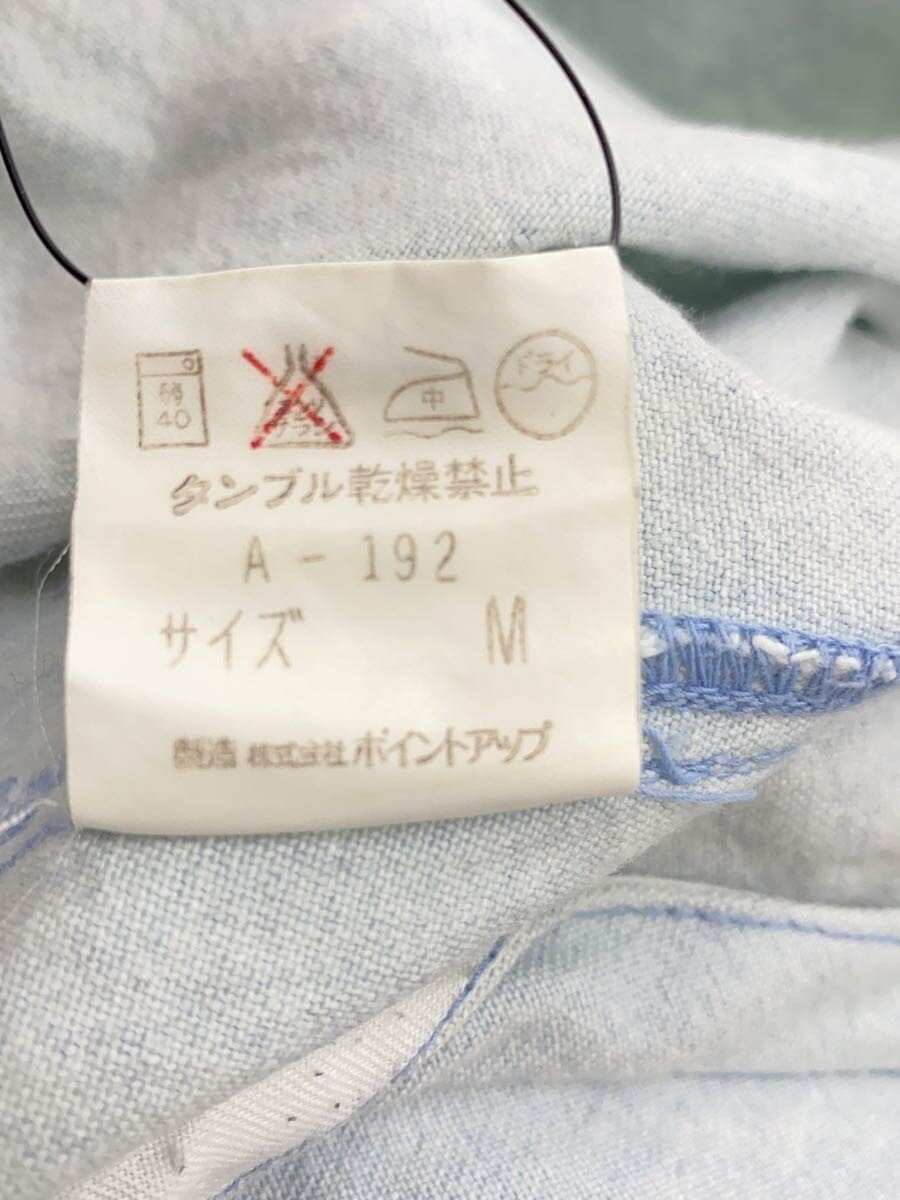 弱
40
中
ドライ
タンブル乾燥禁止
A - 192
サイズ M
製造 株式会社 ポイントアップ